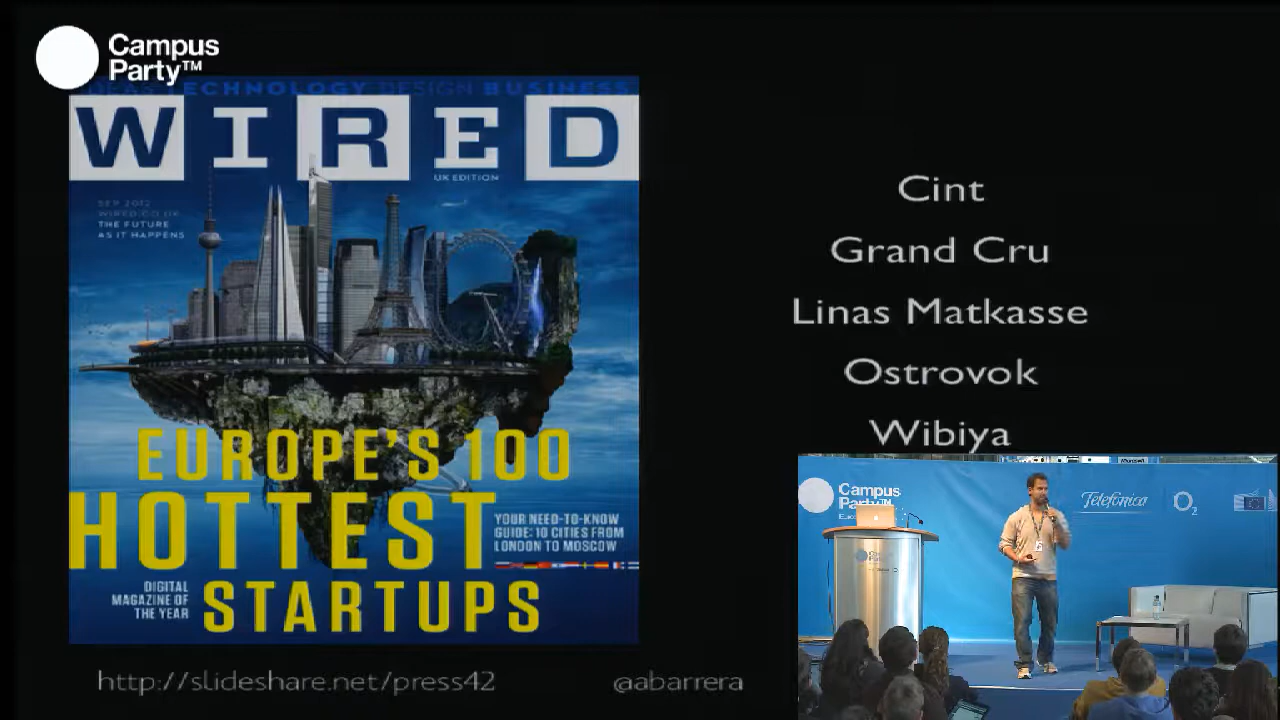 Campus
Party™
IDEAS TECHNOLOGY DESIGN BUSINESS
WIRED
UK EDITION
SEP 2012
WIRED.CO.UK
THE FUTURE
AS IT HAPPENS
EUROPE'S 100
HOTTEST
YOUR NEED-TO-KNOW
GUIDE: 10 CITIES FROM
LONDON TO MOSCOW
DIGITAL
MAGAZINE OF
THE YEAR
STARTUPS
Cint
Grand Cru
Linas Matkasse
Ostrovok
Wibiya
http://slideshare.net/press42
@abarrera
Microsoft
Campus
Party™
Telefónica
O2